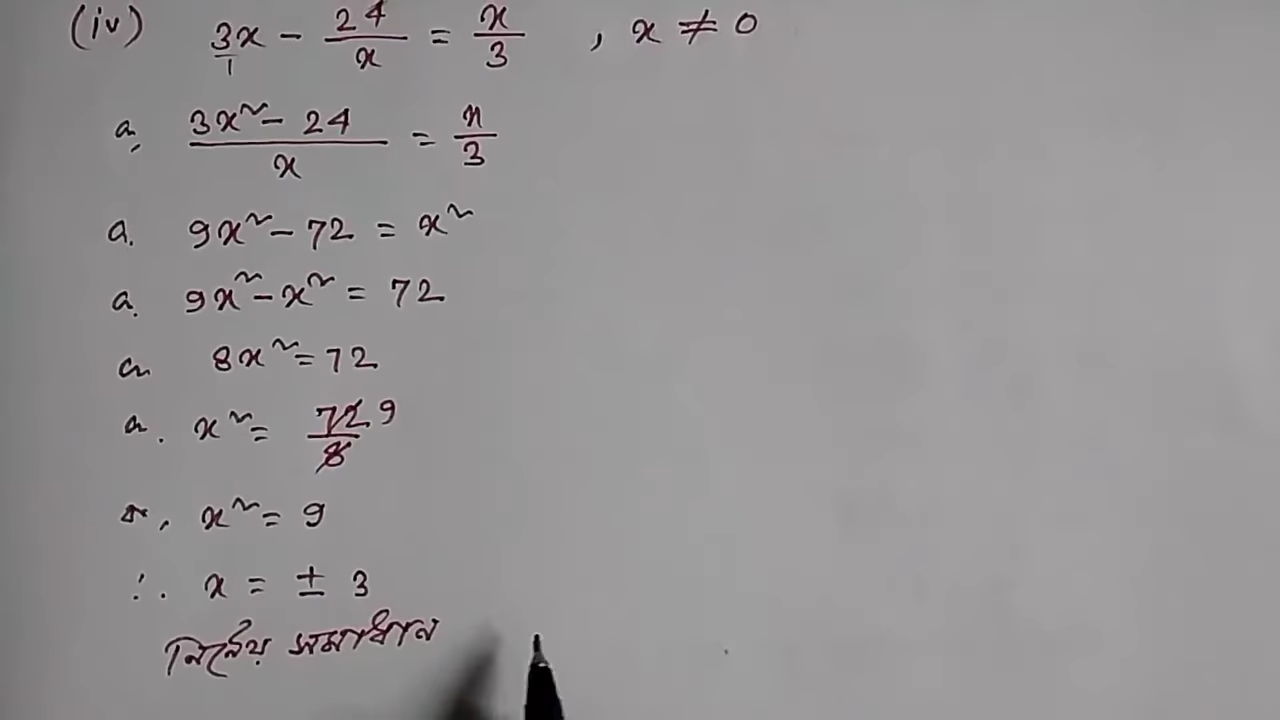 (iv) 3x/1 - 24/x = x/3 , x ≠ 0
বা, (3x² - 24)/x = x/3
বা, 9x² - 72 = x²
বা, 9x² - x² = 72
বা, 8x² = 72
বা, x² = 72/8 9
বা, x² = 9
∴ x = ± 3
নির্ণেয় সমাধান